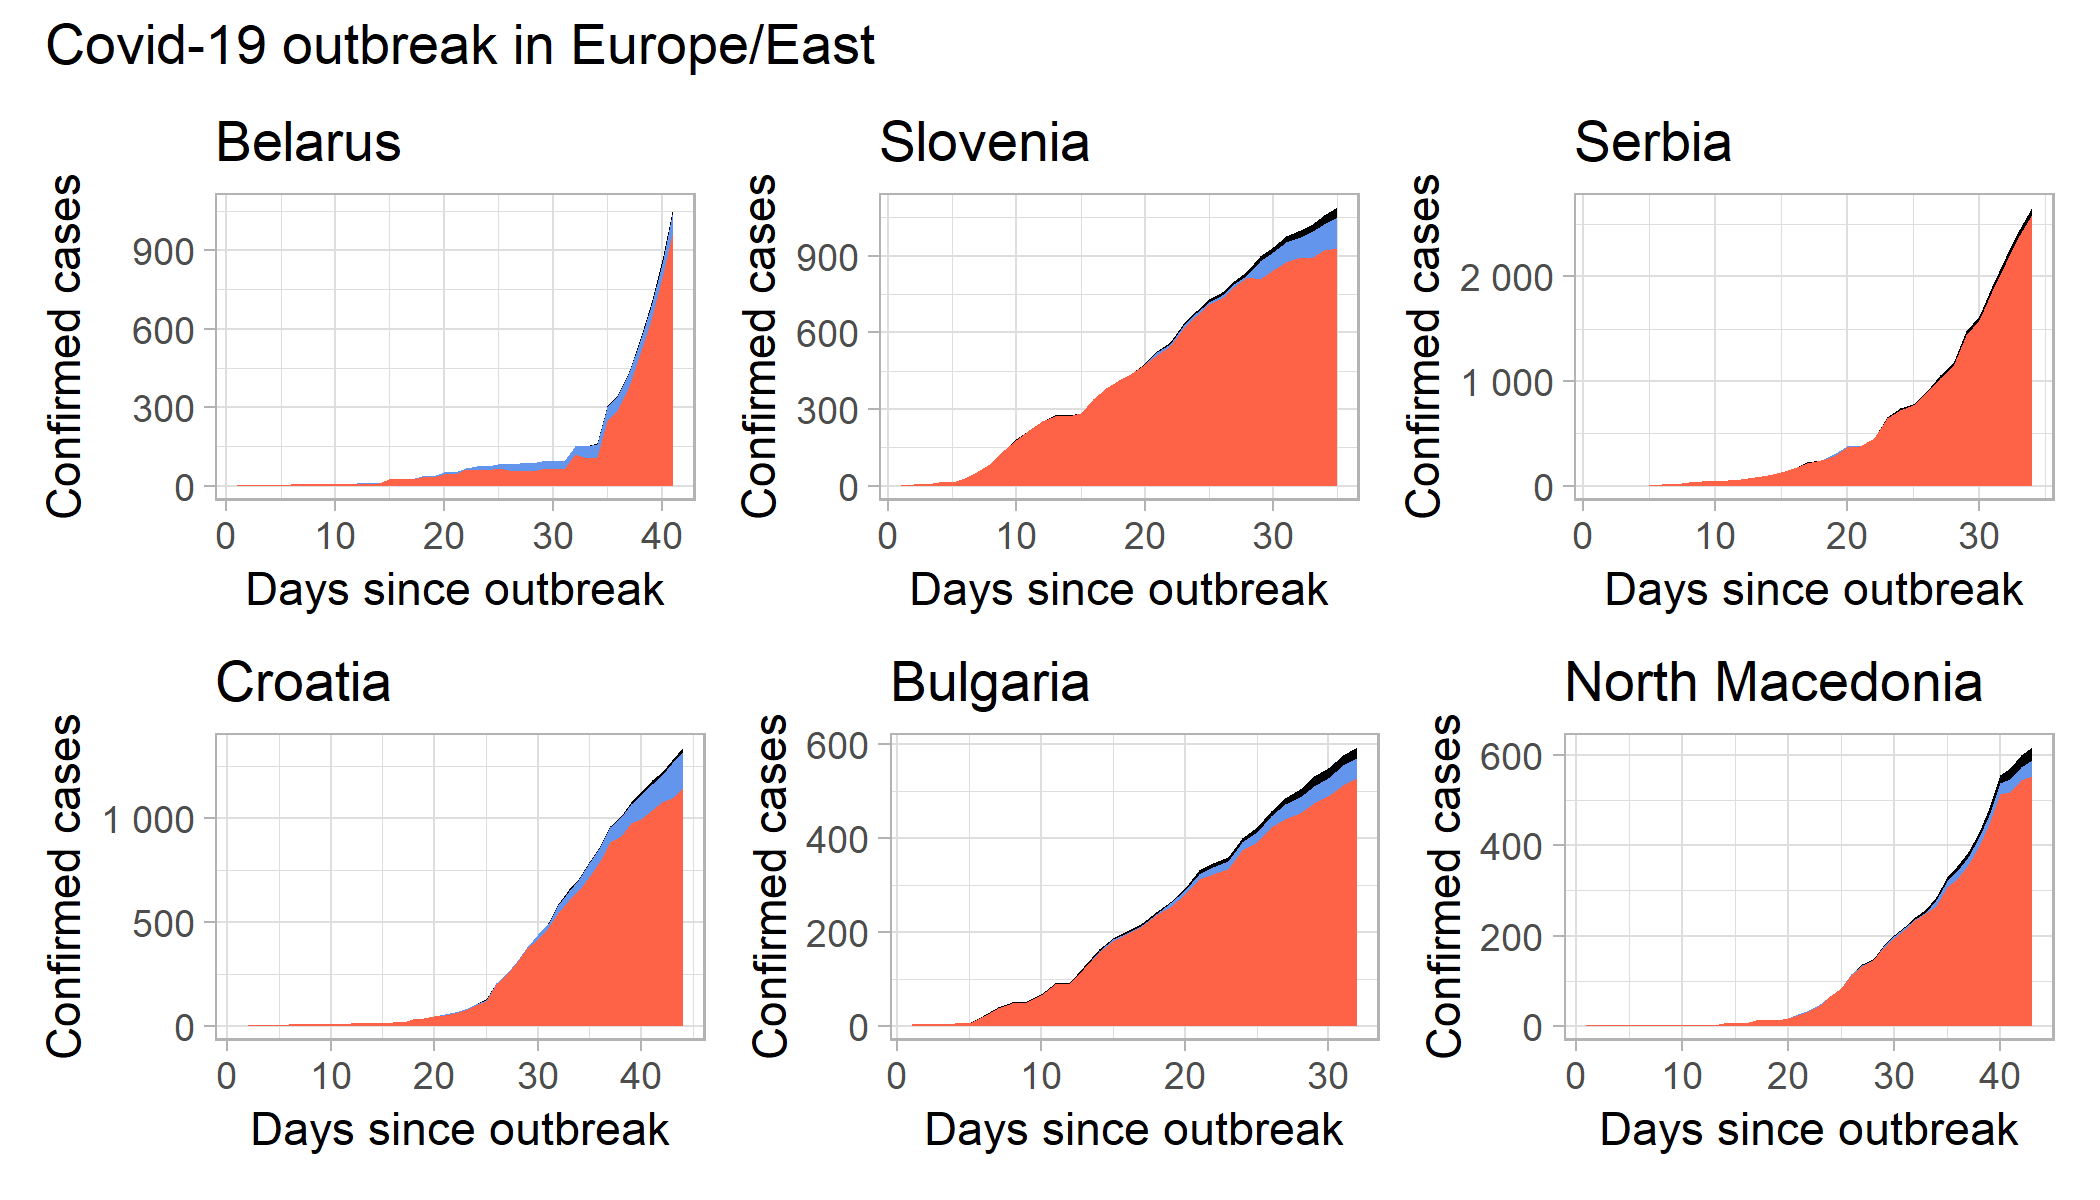 Covid-19 outbreak in Europe/East
Belarus
Confirmed cases
900
600
300
0
0 10 20 30 40
Days since outbreak
Slovenia
Confirmed cases
900
600
300
0
0 10 20 30
Days since outbreak
Serbia
Confirmed cases
2 000
1 000
0
0 10 20 30
Days since outbreak
Croatia
Confirmed cases
1 000
500
0
0 10 20 30 40
Days since outbreak
Bulgaria
Confirmed cases
600
400
200
0
0 10 20 30
Days since outbreak
North Macedonia
Confirmed cases
600
400
200
0
0 10 20 30 40
Days since outbreak